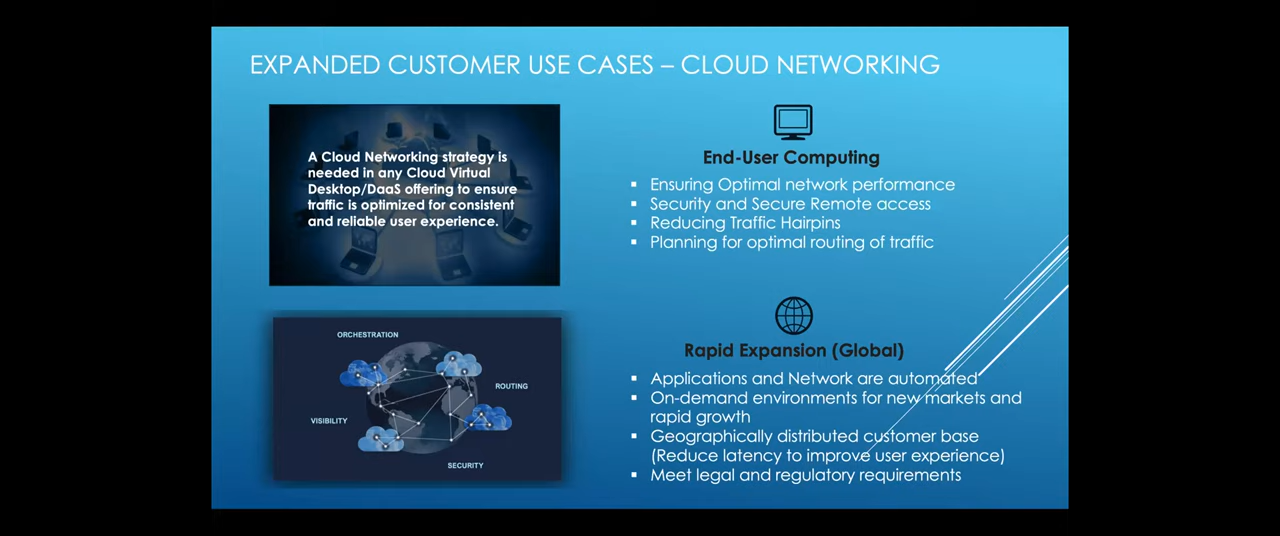 EXPANDED CUSTOMER USE CASES – CLOUD NETWORKING
A Cloud Networking strategy is
needed in any Cloud Virtual
Desktop/DaaS offering to ensure
traffic is optimized for consistent
and reliable user experience.
End-User Computing
▪ Ensuring Optimal network performance
▪ Security and Secure Remote access
▪ Reducing Traffic Hairpins
▪ Planning for optimal routing of traffic
ORCHESTRATION
ROUTING
VISIBILITY
SECURITY
Rapid Expansion (Global)
▪ Applications and Network are automated
▪ On-demand environments for new markets and
rapid growth
▪ Geographically distributed customer base
(Reduce latency to improve user experience)
▪ Meet legal and regulatory requirements